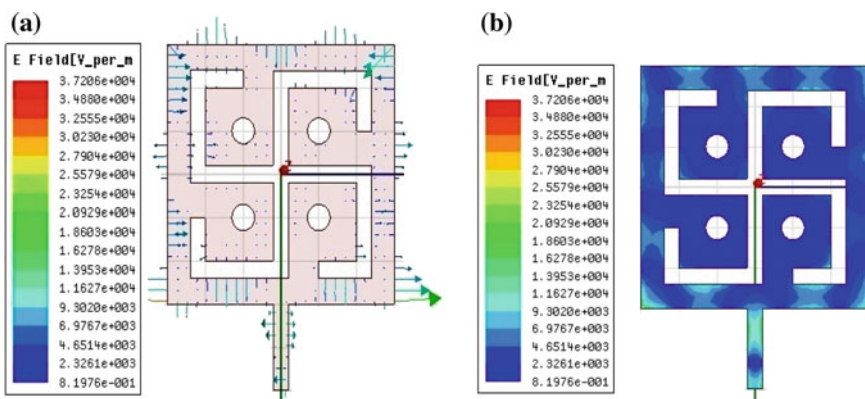 (a)
E Field[V_per_m
3.7206e+004
3.4880e+004
3.2555e+004
3.0230e+004
2.7904e+004
2.5579e+004
2.3254e+004
2.0929e+004
1.8603e+004
1.6278e+004
1.3953e+004
1.1627e+004
9.3020e+003
6.9767e+003
4.6514e+003
2.3261e+003
8.1976e-001
(b)
E Field[V_per_m
3.7206e+004
3.4880e+004
3.2555e+004
3.0230e+004
2.7904e+004
2.5579e+004
2.3254e+004
2.0929e+004
1.8603e+004
1.6278e+004
1.3953e+004
1.1627e+004
9.3020e+003
6.9767e+003
4.6514e+003
2.3261e+003
8.1976e-001